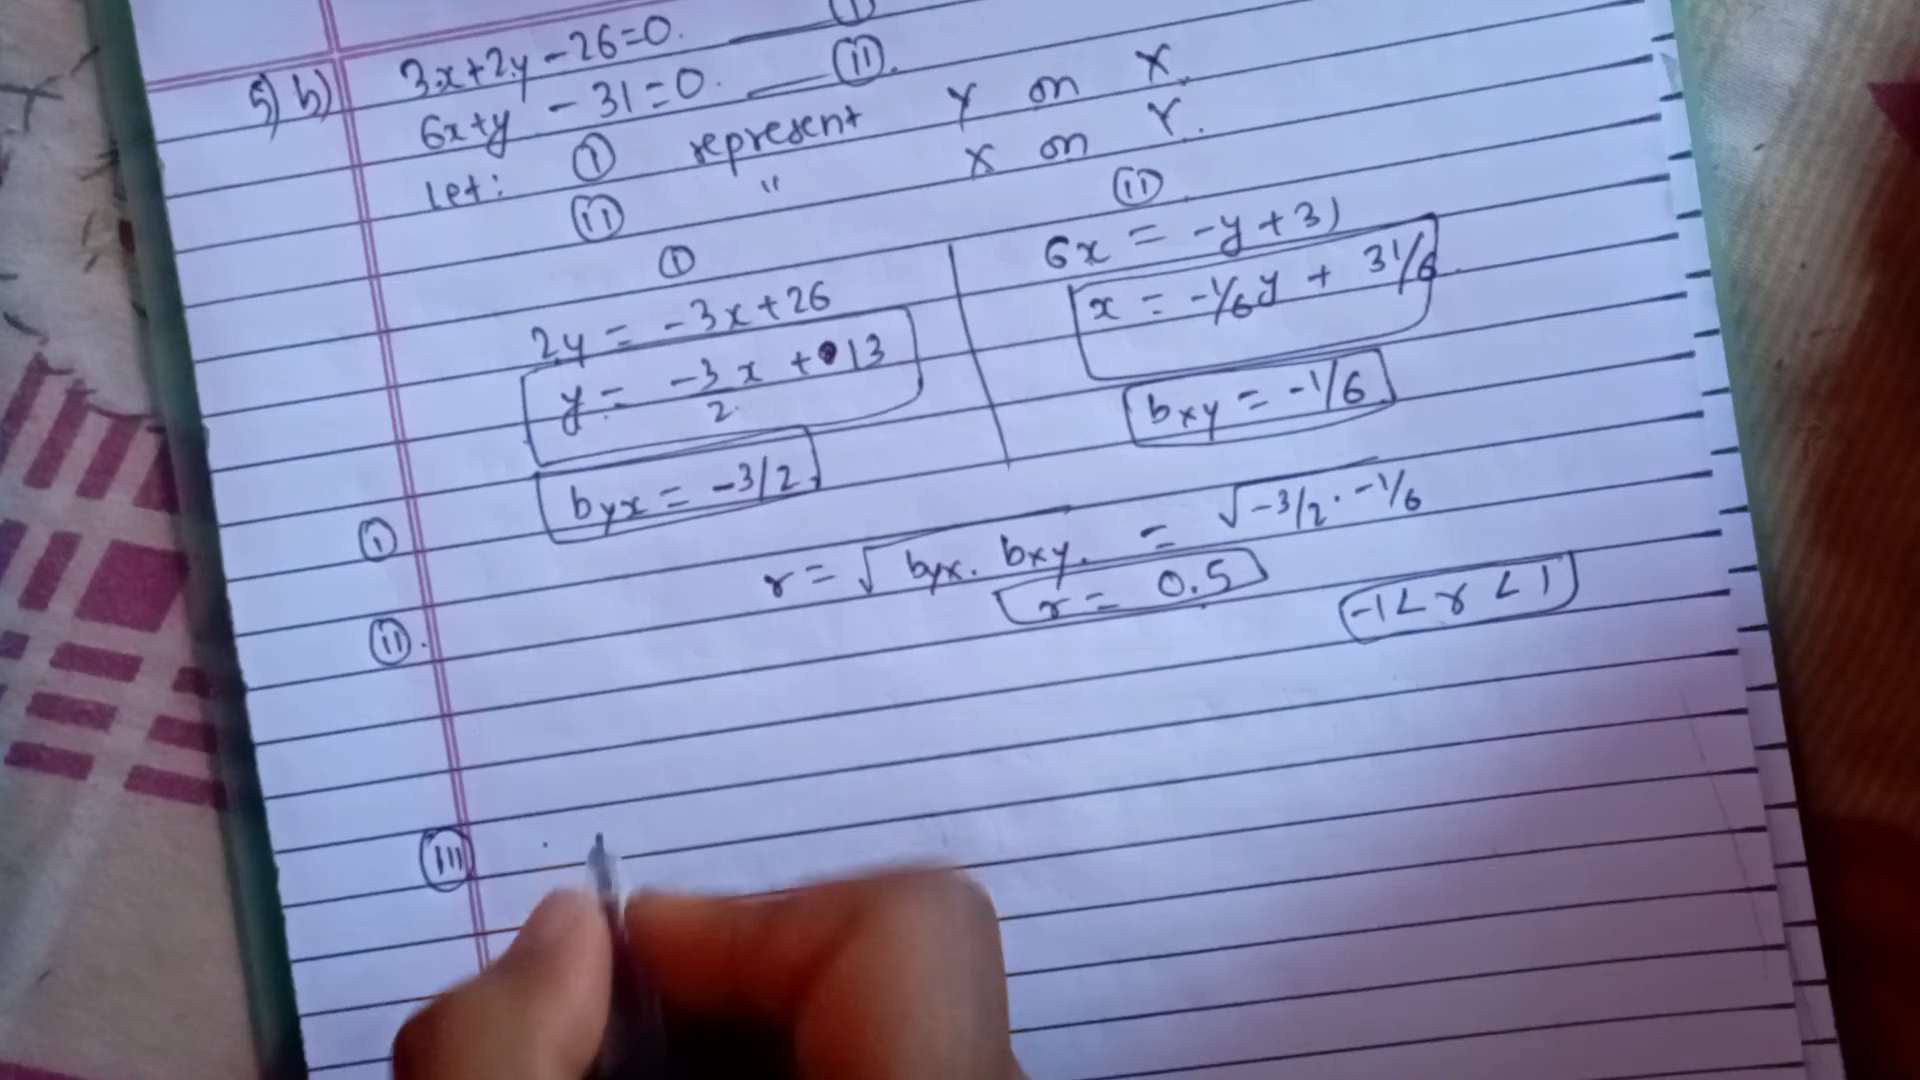 5) b) 3x+2y-26=0. —— (i)
6x+y -31=0. —— (ii).
Let: (i) represent Y on X.
(ii) " X on Y.
(i)
2y = -3x+26
y = -3/2 x + 13
byx = -3/2
(ii)
6x = -y+31
x = -1/6 y + 31/6
bxy = -1/6
(i) r = √byx. bxy. = √-3/2 . -1/6
r = 0.5
-1 < r < 1
(ii).
(iii)